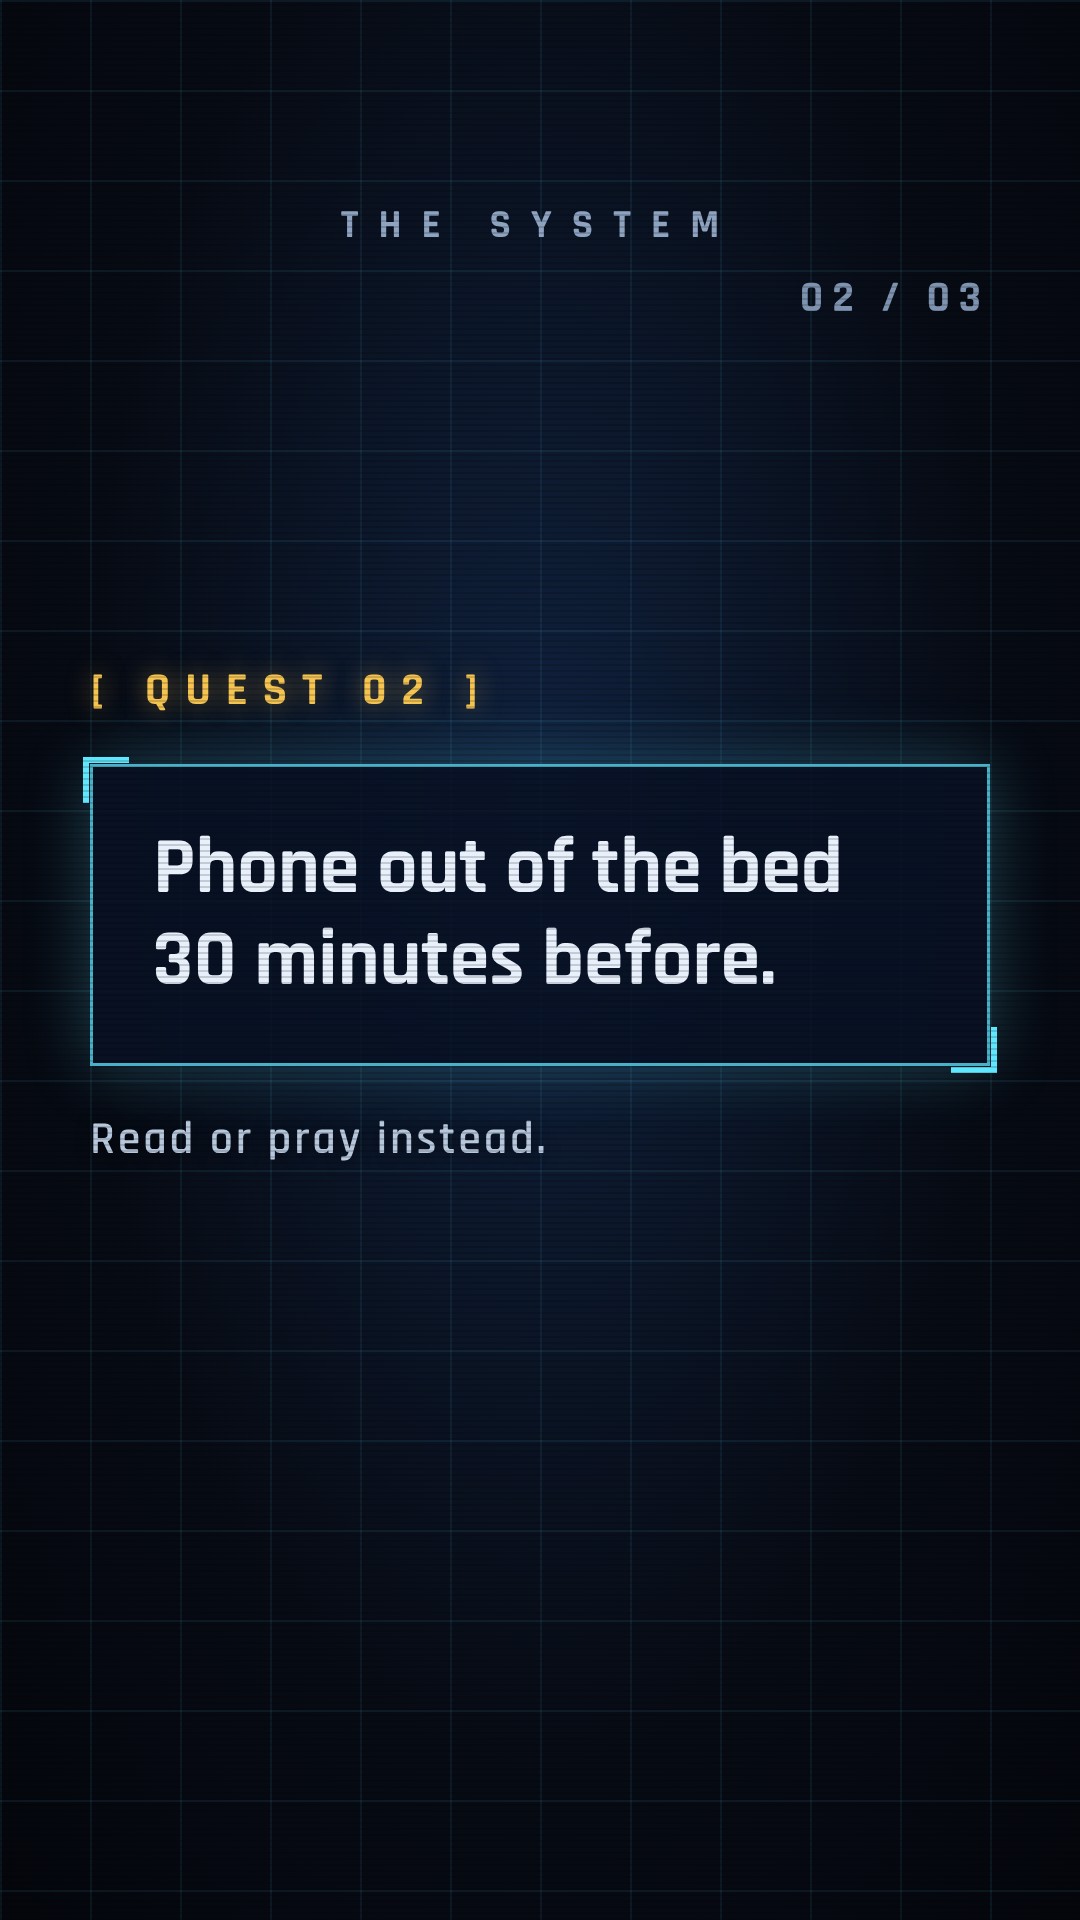 THE SYSTEM
02 / 03
[ QUEST 02 ]
Phone out of the bed
30 minutes before.
Read or pray instead.